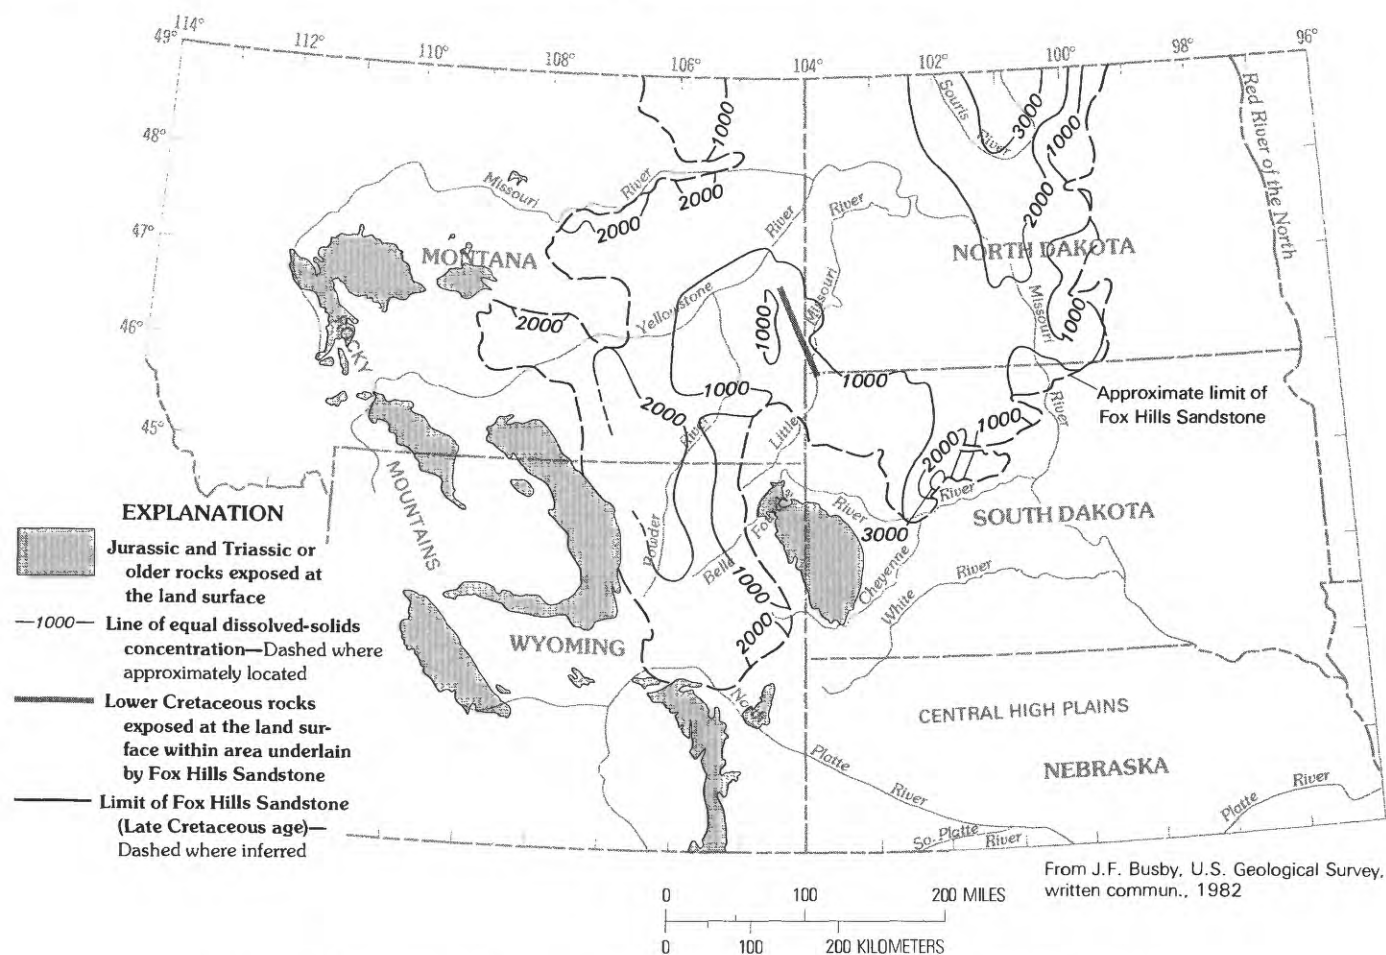 114°
49°
112°
110°
108°
106°
104°
102°
100°
98°
96°
48°
47°
46°
45°
1000
3000
1000
2000
2000
2000
2000
1000
1000
1000
1000
2000
2000
1000
3000
1000
2000
Souris
River
Red River of the North
Missouri
River
River
River
Missouri
Missouri
River
Yellowstone
River
Powder
Little
Belle
River
Cheyenne
River
White
River
North
Platte
River
So. Platte
River
Platte
River
MONTANA
NORTH DAKOTA
SOUTH DAKOTA
WYOMING
NEBRASKA
CENTRAL HIGH PLAINS
MOUNTAINS
Approximate limit of
Fox Hills Sandstone
EXPLANATION
Jurassic and Triassic or
older rocks exposed at
the land surface
—1000— Line of equal dissolved-solids
concentration—Dashed where
approximately located
Lower Cretaceous rocks
exposed at the land sur-
face within area underlain
by Fox Hills Sandstone
Limit of Fox Hills Sandstone
(Late Cretaceous age)—
Dashed where inferred
From J.F. Busby, U.S. Geological Survey,
written commun., 1982
0 100 200 MILES
0 100 200 KILOMETERS